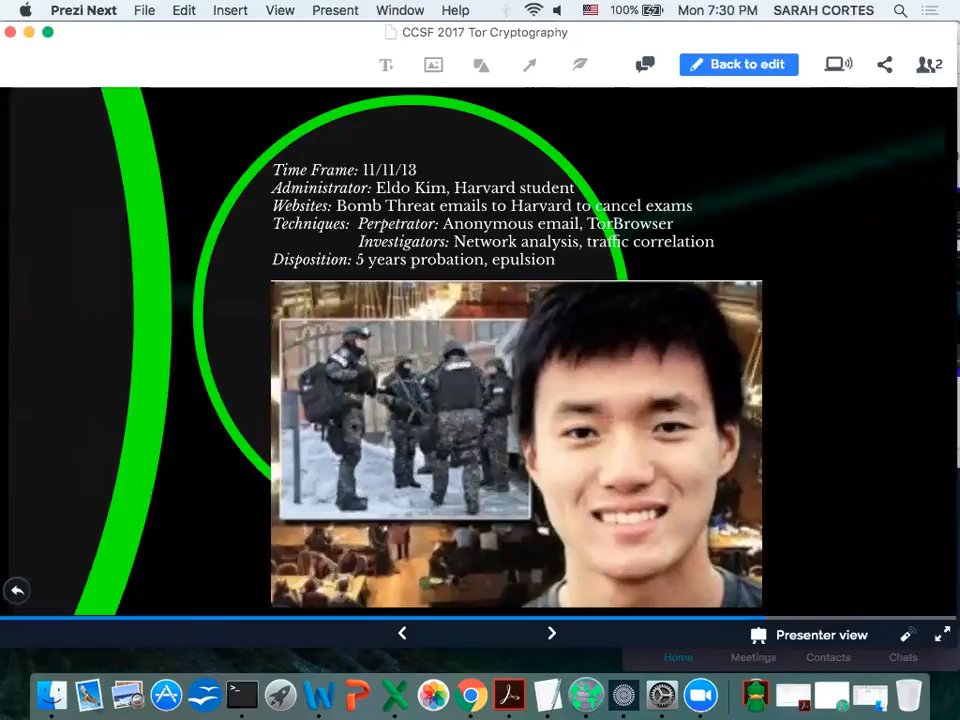 Prezi Next File Edit Insert View Present Window Help 100% Mon 7:30 PM SARAH CORTES
CCSF 2017 Tor Cryptography
T Back to edit 2
Time Frame: 11/11/13
Administrator: Eldo Kim, Harvard student
Websites: Bomb Threat emails to Harvard to cancel exams
Techniques: Perpetrator: Anonymous email, TorBrowser
Investigators: Network analysis, traffic correlation
Disposition: 5 years probation, epulsion
Presenter view
Home Meetings Contacts Chats